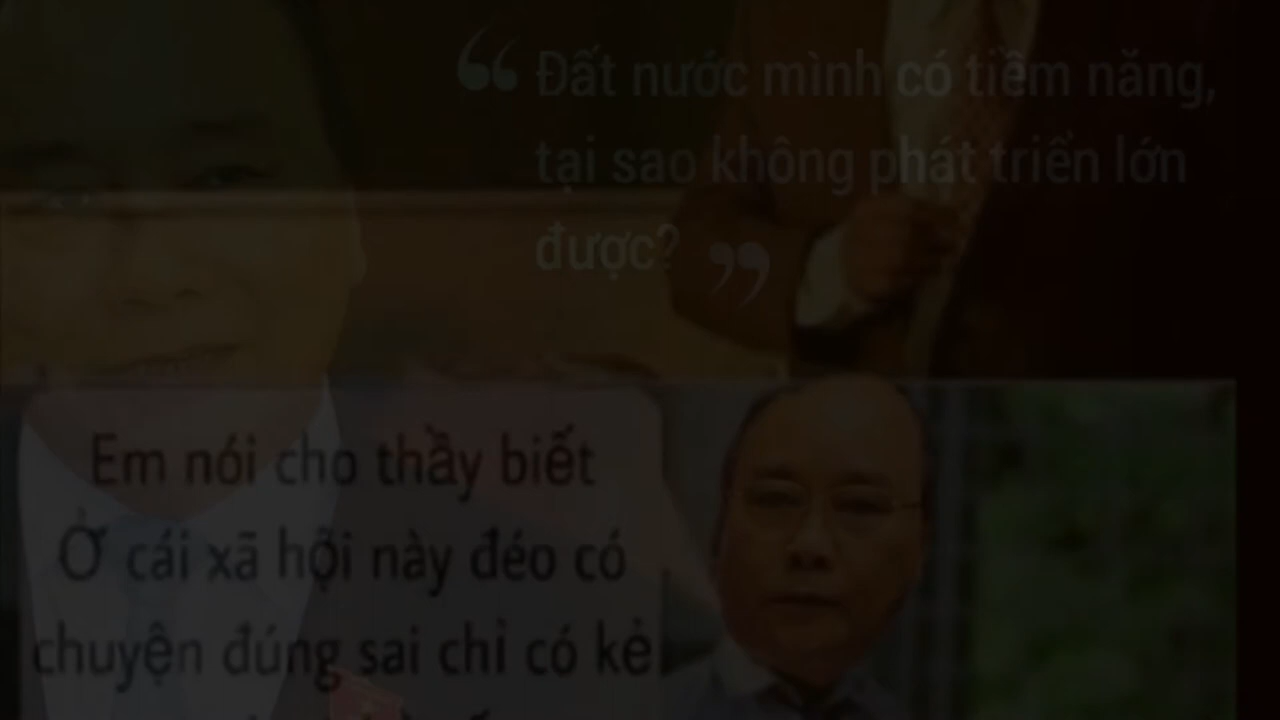 “ Đất nước mình có tiềm năng,
tại sao không phát triển lớn
được? ”
Em nói cho thầy biết
Ở cái xã hội này đéo có
chuyện đúng sai chỉ có kẻ